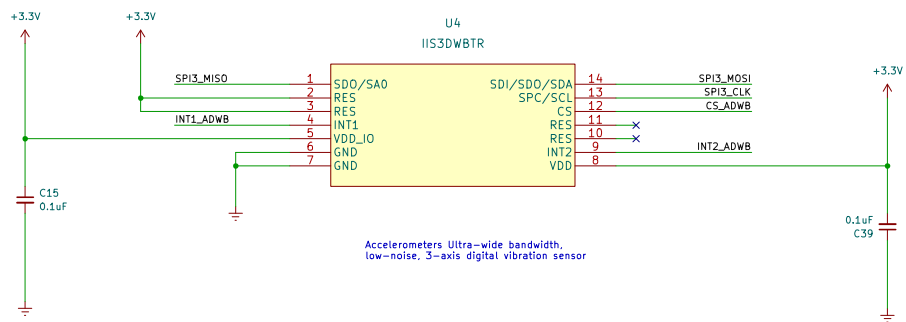 +3.3V
+3.3V
U4
IIS3DWBTR
+3.3V
SPI3_MISO 1 SDO/SA0 SDI/SDO/SDA 14 SPI3_MOSI
2 RES SPC/SCL 13 SPI3_CLK
3 RES CS 12 CS_ADWB
INT1_ADWB 4 INT1 RES 11
5 VDD_IO RES 10
6 GND INT2 9 INT2_ADWB
7 GND VDD 8
C15
0.1uF
0.1uF
C39
Accelerometers Ultra-wide bandwidth,
low-noise, 3-axis digital vibration sensor